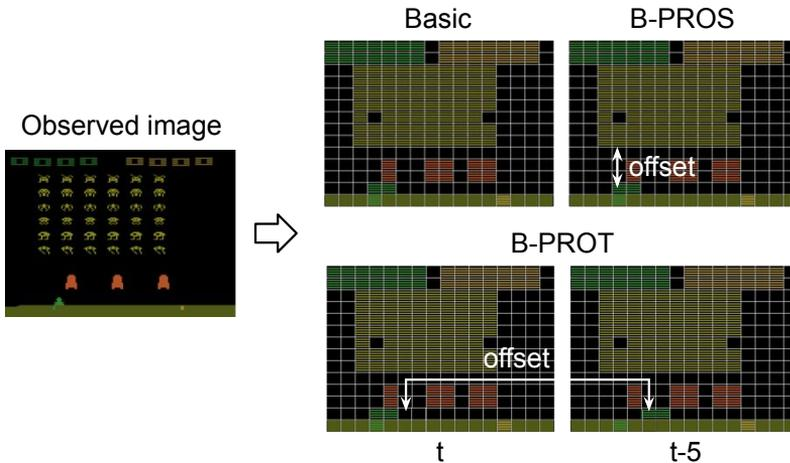 Basic
B-PROS
Observed image
offset
B-PROT
offset
t
t-5